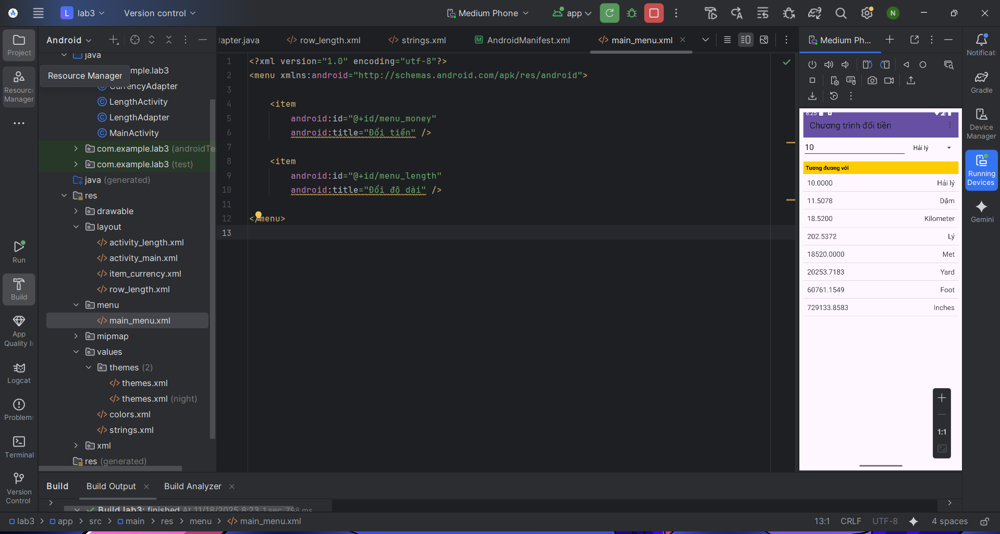 L lab3 Version control Medium Phone app N
Android
Project
java
mple.lab3
Resource Manager
Resourc
Manager
CurrencyAdapter
LengthActivity
LengthAdapter
MainActivity
com.example.lab3 (androidTe
com.example.lab3 (test)
java (generated)
res
drawable
layout
activity_length.xml
activity_main.xml
item_currency.xml
row_length.xml
menu
main_menu.xml
mipmap
values
themes (2)
themes.xml
themes.xml (night)
colors.xml
strings.xml
xml
res (generated)
Run
Build
App
Quality I
Logcat
Problem
Terminal
Version
Control
dapter.java row_length.xml strings.xml M AndroidManifest.xml main_menu.xml
1 <?xml version="1.0" encoding="utf-8"?>
2 <menu xmlns:android="http://schemas.android.com/apk/res/android">
3
4 <item
5 android:id="@+id/menu_money"
6 android:title="Đổi tiền" />
7
8 <item
9 android:id="@+id/menu_length"
10 android:title="Đổi độ dài" />
11
12 </menu>
13
Medium Ph...
8:25
Chương trình đổi tiền
10 Hải lý
Tương đương với
10.0000 Hải lý
11.5078 Dặm
18.5200 Kilometer
202.5372 Lý
18520.0000 Met
20253.7183 Yard
60761.1549 Foot
729133.8583 Inches
1:1
Notificat
Gradle
Device
Manager
Running
Devices
Gemini
Build Build Output Build Analyzer
Build lab3: finished At 11/18/2025 8:23 1 sec, 798 ms
lab3 > app > src > main > res > menu > main_menu.xml
13:1 CRLF UTF-8 4 spaces